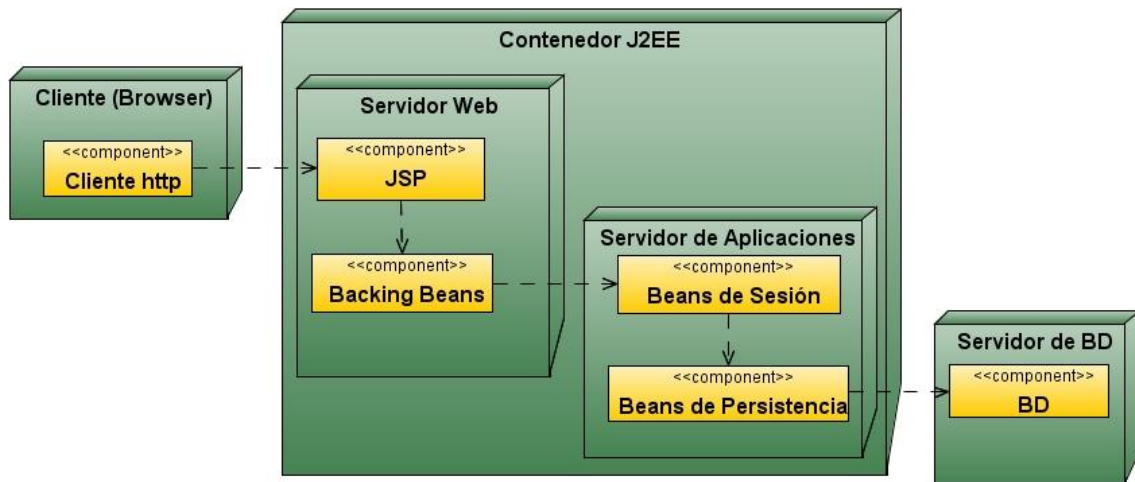 Contenedor J2EE
Cliente (Browser)
<<component>>
Cliente http
Servidor Web
<<component>>
JSP
<<component>>
Backing Beans
Servidor de Aplicaciones
<<component>>
Beans de Sesión
<<component>>
Beans de Persistencia
Servidor de BD
<<component>>
BD